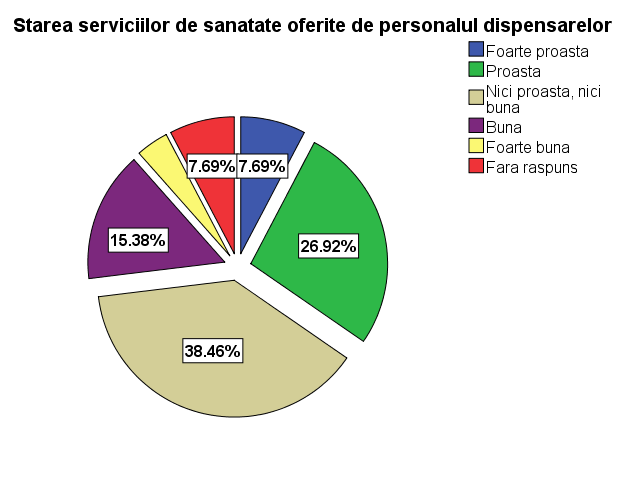 Starea serviciilor de sanatate oferite de personalul dispensarelor
Foarte proasta
Proasta
Nici proasta, nici
buna
Buna
Foarte buna
Fara raspuns
7.69%
7.69%
26.92%
15.38%
38.46%